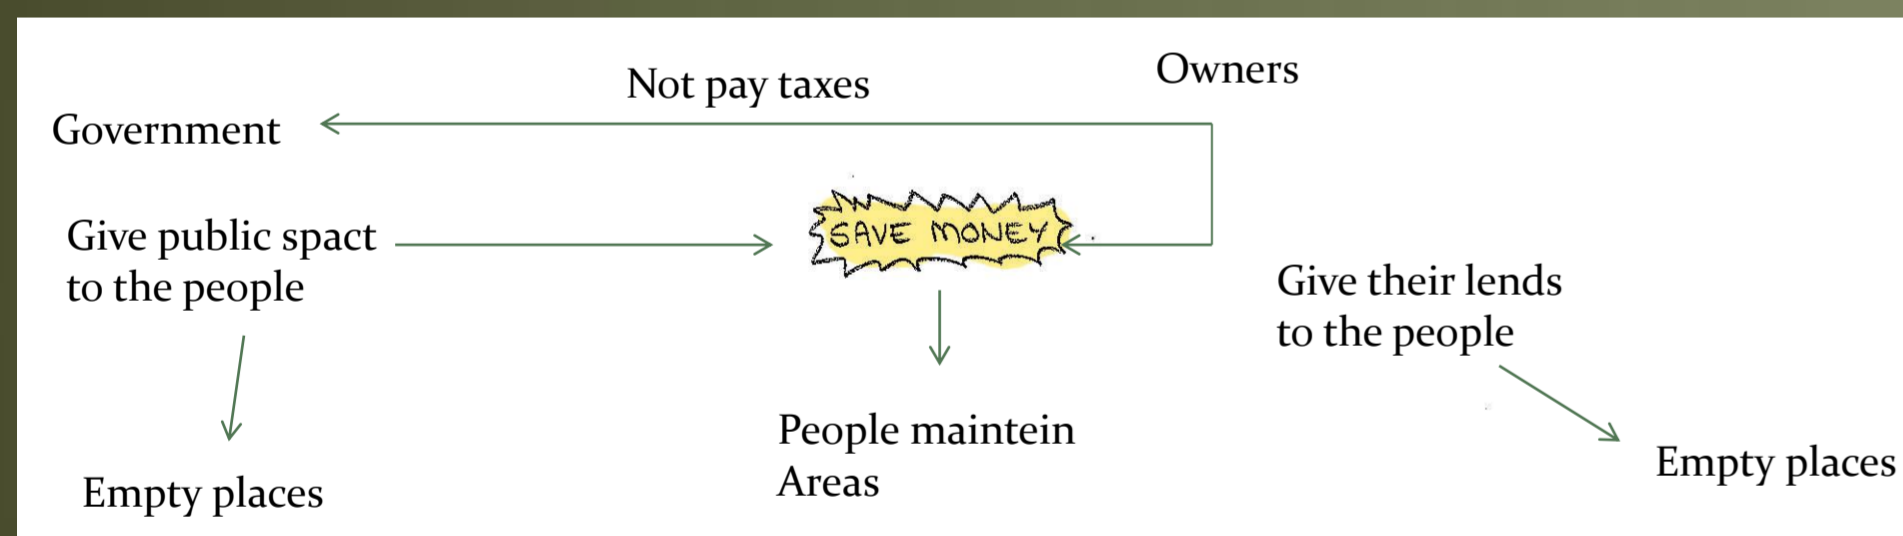 Owners
Not pay taxes
Government
Give public spact
to the people
SAVE MONEY
Give their lends
to the people
People maintein
Areas
Empty places
Empty places